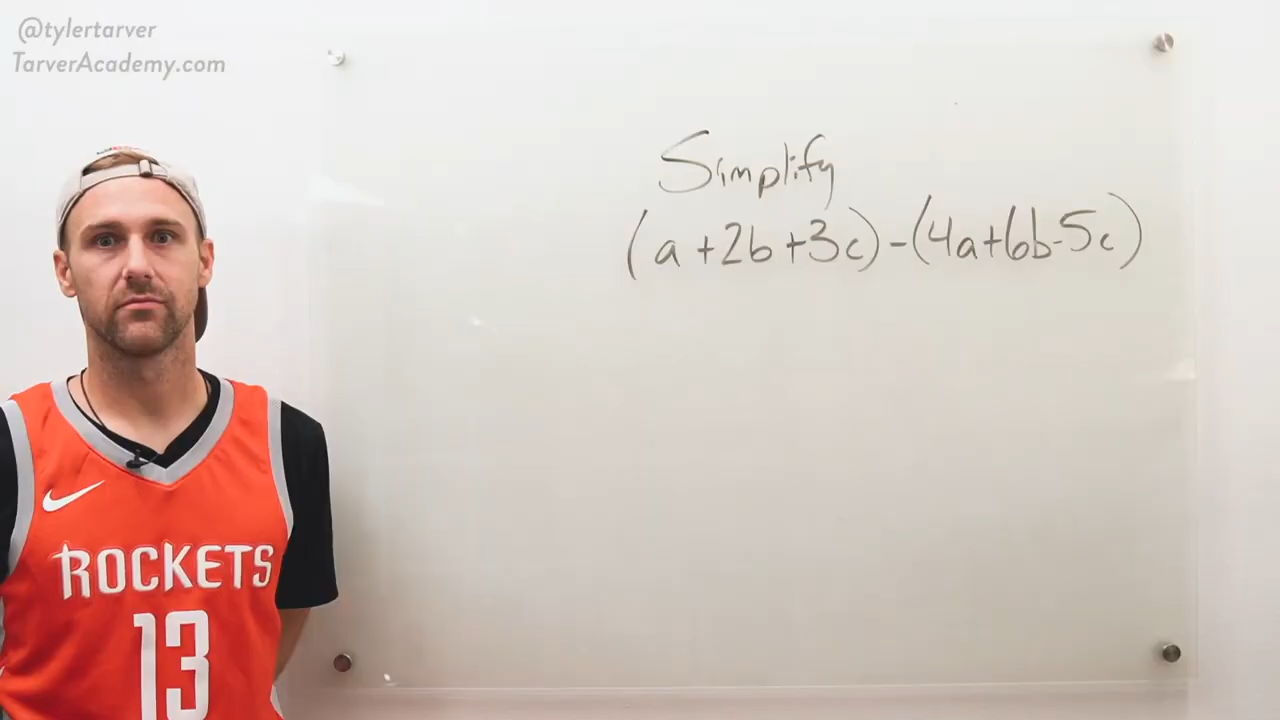 @tylertarver
TarverAcademy.com
Simplify
(a+2b+3c)-(4a+6b-5c)
ROCKETS
13